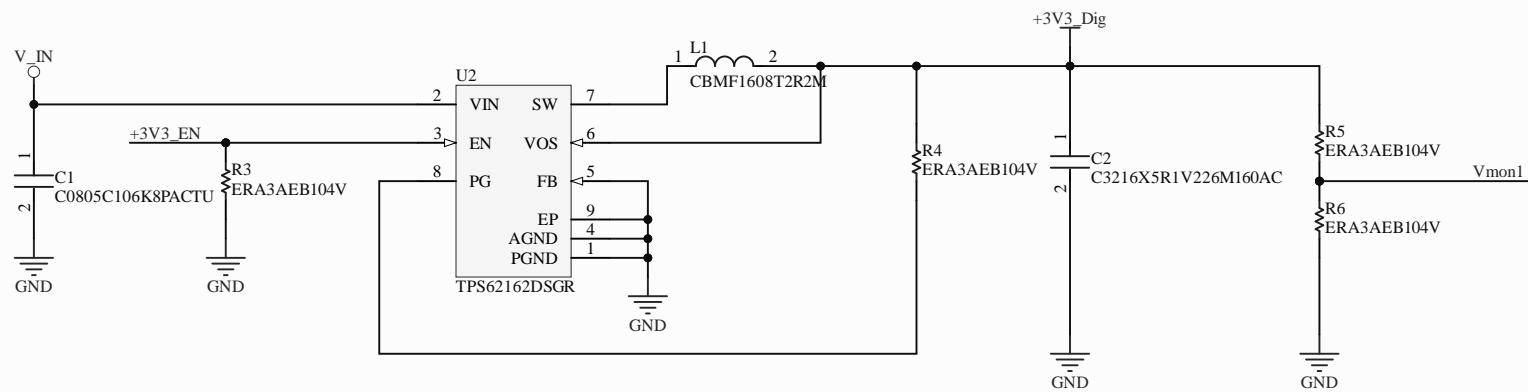 +3V3_Dig
V_IN
L1
1
2
CBMF1608T2R2M
U2
2
VIN
SW
7
+3V3_EN
3
EN
VOS
6
8
PG
FB
5
EP
9
AGND
4
PGND
1
TPS62162DSGR
GND
1
C1
C0805C106K8PACTU
2
GND
R3
ERA3AEB104V
GND
R4
ERA3AEB104V
1
C2
C3216X5R1V226M160AC
2
GND
R5
ERA3AEB104V
Vmon1
R6
ERA3AEB104V
GND